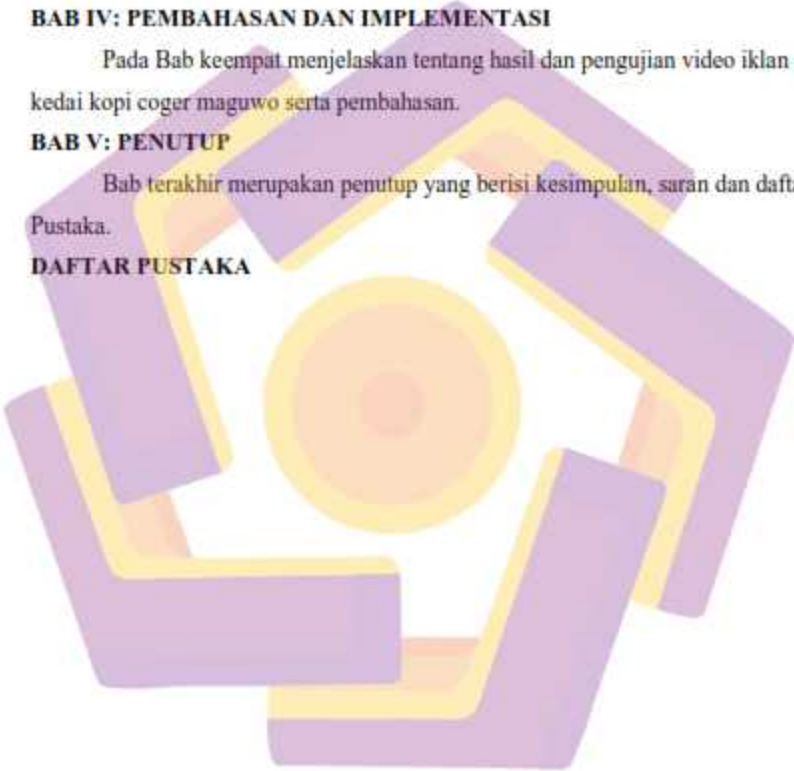 BAB IV: PEMBAHASAN DAN IMPLEMENTASI
Pada Bab keempat menjelaskan tentang hasil dan pengujian video iklan
kedai kopi coger maguwo serta pembahasan.
BAB V: PENUTUP
Bab terakhir merupakan penutup yang berisi kesimpulan, saran dan
Pustaka.
DAFTAR PUSTAKA